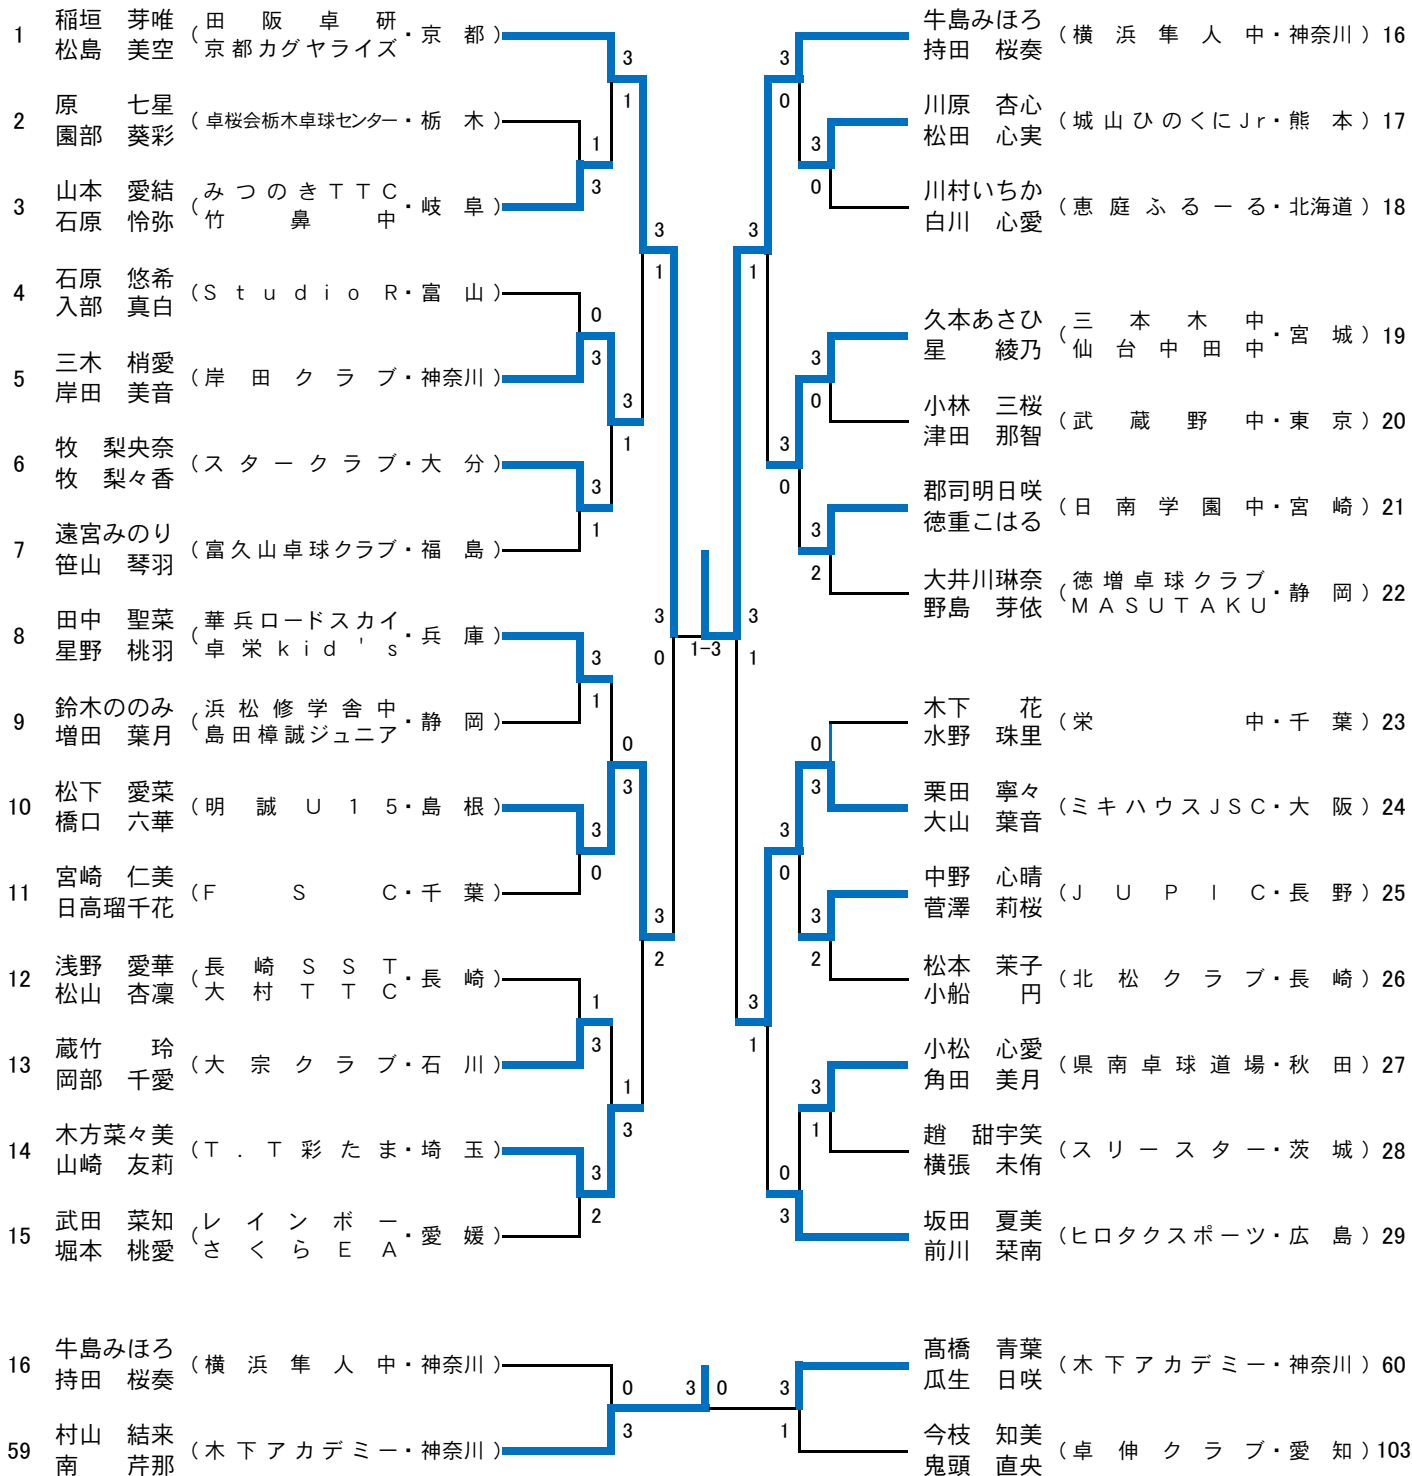 1 稲垣 芽唯 松島 美空 (田阪卓研 京都カグヤライズ・京都)
2 原 七星 園部 葵彩 (卓桜会栃木卓球センター・栃木)
3 山本 愛結 石原 怜弥 (みつのきTTC 竹鼻中・岐阜)
4 石原 悠希 入部 真白 (StudioR・富山)
5 三木 梢愛 岸田 美音 (岸田クラブ・神奈川)
6 牧 梨央奈 牧 梨々香 (スタークラブ・大分)
7 遠宮みのり 笹山 琴羽 (富久山卓球クラブ・福島)
8 田中 聖菜 星野 桃羽 (華兵ロードスカイ 卓栄kid's・兵庫)
9 鈴木ののみ 増田 葉月 (浜松修学舎中 島田樟誠ジュニア・静岡)
10 松下 愛菜 橋口 六華 (明誠U15・島根)
11 宮崎 仁美 日高瑠千花 (FSC・千葉)
12 浅野 愛華 松山 杏凜 (長崎SST 大村TTC・長崎)
13 蔵竹 玲 岡部 千愛 (大宗クラブ・石川)
14 木方菜々美 山崎 友莉 (T.T彩たま・埼玉)
15 武田 菜知 堀本 桃愛 (レインボー さくらEA・愛媛)
3
1
1
3
3
1
0
3
3
1
3
1
3
0
3
1
0
3
3
0
3
2
1
3
1
3
3
2
1-3
牛島みほろ 持田 桜奏 (横浜隼人中・神奈川) 16
川原 杏心 松田 心実 (城山ひのくにJr・熊本) 17
川村いちか 白川 心愛 (恵庭ふるーる・北海道) 18
久本あさひ 星 綾乃 (三本木中 仙台中田中・宮城) 19
小林 三桜 津田 那智 (武蔵野中・東京) 20
郡司明日咲 徳重こはる (日南学園中・宮崎) 21
大井川琳奈 野島 芽依 (徳増卓球クラブ MASUTAKU・静岡) 22
木下 花 水野 珠里 (栄中・千葉) 23
栗田 寧々 大山 葉音 (ミキハウスJSC・大阪) 24
中野 心晴 菅澤 莉桜 (JUPIC・長野) 25
松本 茉子 小船 円 (北松クラブ・長崎) 26
小松 心愛 角田 美月 (県南卓球道場・秋田) 27
趙 甜宇笑 横張 未侑 (スリースター・茨城) 28
坂田 夏美 前川 栞南 (ヒロタクスポーツ・広島) 29
3
0
3
0
3
1
3
0
3
0
3
2
3
1
0
3
3
0
3
2
3
1
3
1
0
3
16 牛島みほろ 持田 桜奏 (横浜隼人中・神奈川)
59 村山 結来 南 芹那 (木下アカデミー・神奈川)
0
3
3 0
3
1
髙橋 青葉 瓜生 日咲 (木下アカデミー・神奈川) 60
今枝 知美 鬼頭 直央 (卓伸クラブ・愛知) 103